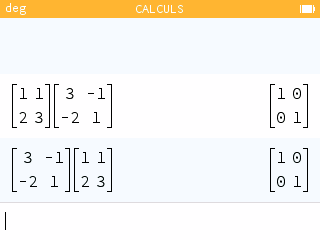 deg CALCULS
[1 1] [3 -1] [1 0]
[2 3] [-2 1] [0 1]
[3 -1] [1 1] [1 0]
[-2 1] [2 3] [0 1]